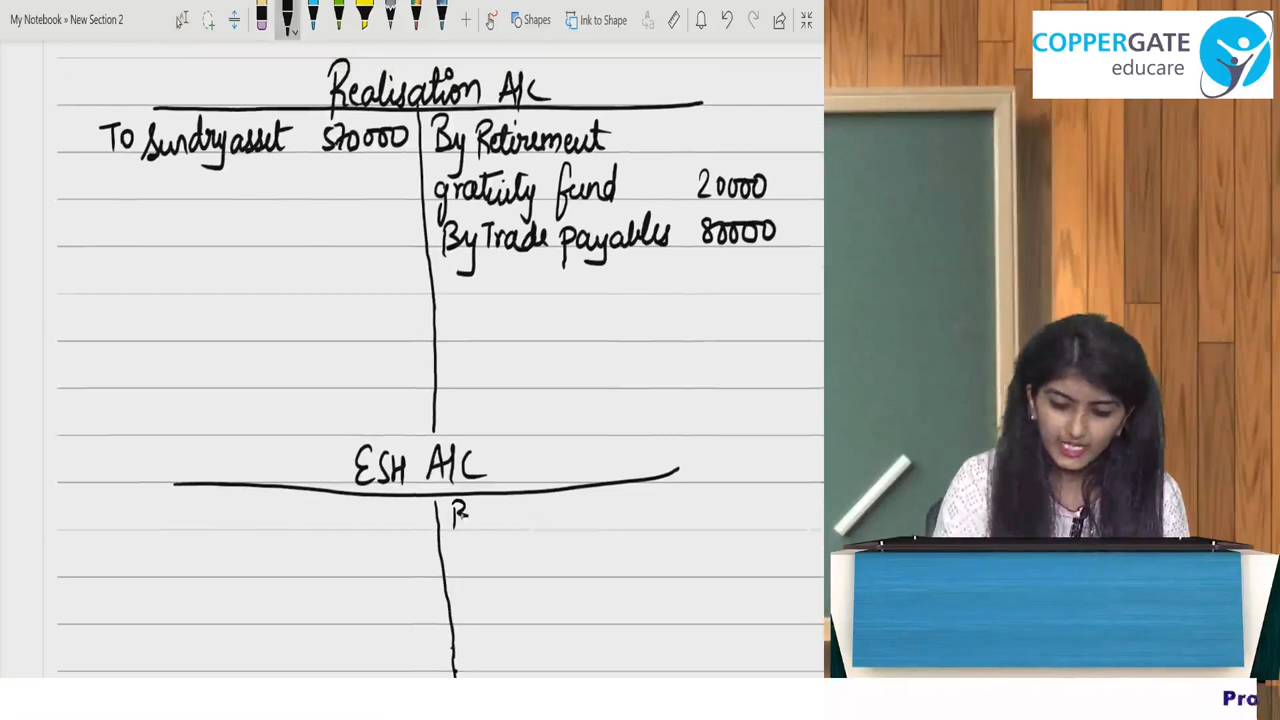 My Notebook » New Section 2
Shapes
Ink to Shape
COPPERGATE
educare
Realisation A/C
To Sundry asset 570000
By Retirement
gratuity fund 20000
By Trade payables 80000
ESH A/C
Pro